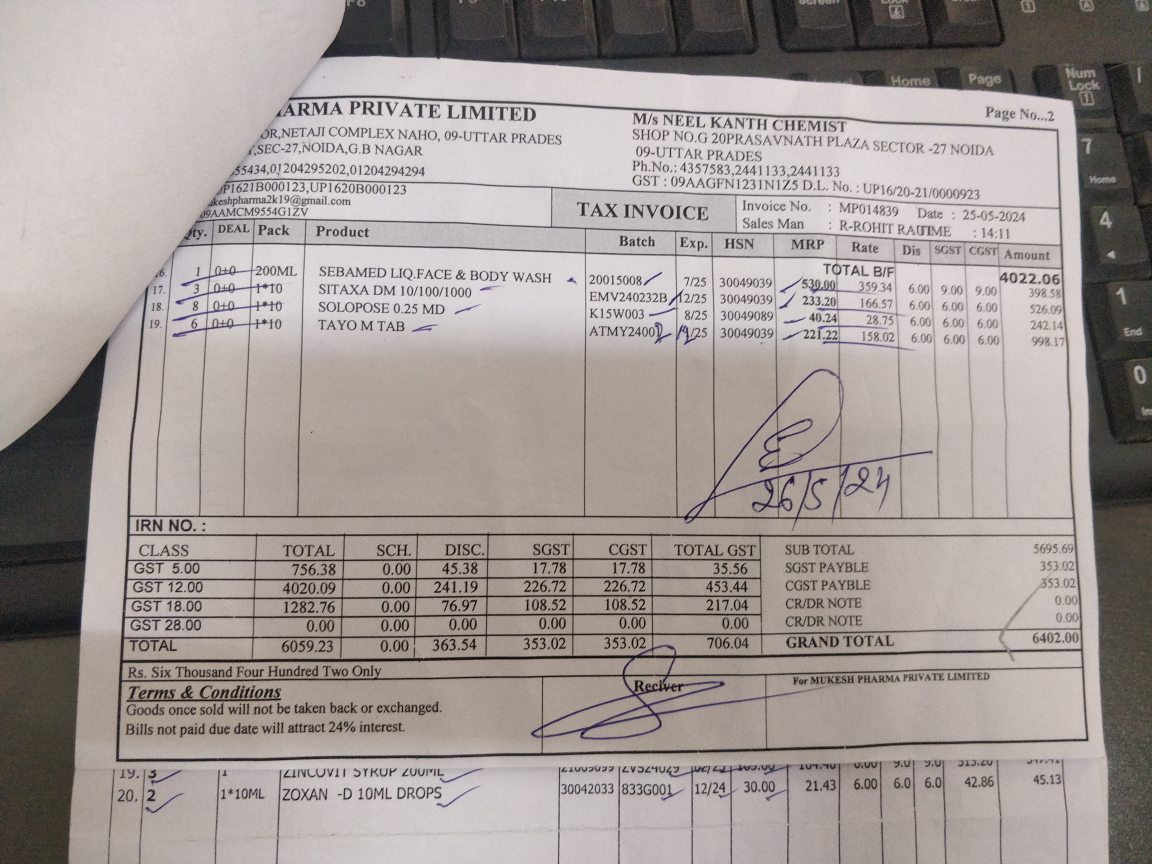 ARMA PRIVATE LIMITED
OR,NETAJI COMPLEX NAHO, 09-UTTAR PRADES
,SEC-27,NOIDA,G.B NAGAR
55434,01204295202,01204294294
UP1621B000123,UP1620B000123
keshpharma2k19@gmail.com
09AAMCM9554G1ZV
M/s NEEL KANTH CHEMIST
Page No...2
SHOP NO.G 20PRASAVNATH PLAZA SECTOR -27 NOIDA
09-UTTAR PRADES
Ph.No.: 4357583,2441133,2441133
GST : 09AAGFN1231N1Z5 D.L. No. : UP16/20-21/0000923
TAX INVOICE
Invoice No. : MP014839 Date : 25-05-2024
Sales Man : R-ROHIT RAUTIME : 14:11
Qty. DEAL Pack Product Batch Exp. HSN MRP Rate Dis SGST CGST Amount
TOTAL B/F 4022.06
16. 1 0+0 200ML SEBAMED LIQ.FACE & BODY WASH 20015008 7/25 30049039 530.00 359.34 6.00 9.00 9.00 398.58
17. 3 0+0 1*10 SITAXA DM 10/100/1000 EMV240232B 12/25 30049039 233.20 166.57 6.00 6.00 6.00 526.09
18. 8 0+0 1*10 SOLOPOSE 0.25 MD K15W003 8/25 30049089 40.24 28.75 6.00 6.00 6.00 242.14
19. 6 0+0 1*10 TAYO M TAB ATMY24002 /25 30049039 221.22 158.02 6.00 6.00 6.00 998.17
26/5/24
IRN NO. :
CLASS TOTAL SCH. DISC. SGST CGST TOTAL GST
GST 5.00 756.38 0.00 45.38 17.78 17.78 35.56
GST 12.00 4020.09 0.00 241.19 226.72 226.72 453.44
GST 18.00 1282.76 0.00 76.97 108.52 108.52 217.04
GST 28.00 0.00 0.00 0.00 0.00 0.00 0.00
TOTAL 6059.23 0.00 363.54 353.02 353.02 706.04
SUB TOTAL 5695.69
SGST PAYBLE 353.02
CGST PAYBLE 353.02
CR/DR NOTE 0.00
CR/DR NOTE 0.00
GRAND TOTAL 6402.00
Rs. Six Thousand Four Hundred Two Only
Terms & Conditions
Goods once sold will not be taken back or exchanged.
Bills not paid due date will attract 24% interest.
Reciver
For MUKESH PHARMA PRIVATE LIMITED
19. 3 1 ZINCOVIT SYRUP 200ML
20. 2 1*10ML ZOXAN -D 10ML DROPS 30042033 833G001 12/24 30.00 21.43 6.00 6.0 6.0 42.86 45.13
F8
Home
Page
Num
Lock
7
Home
4
1
End
0